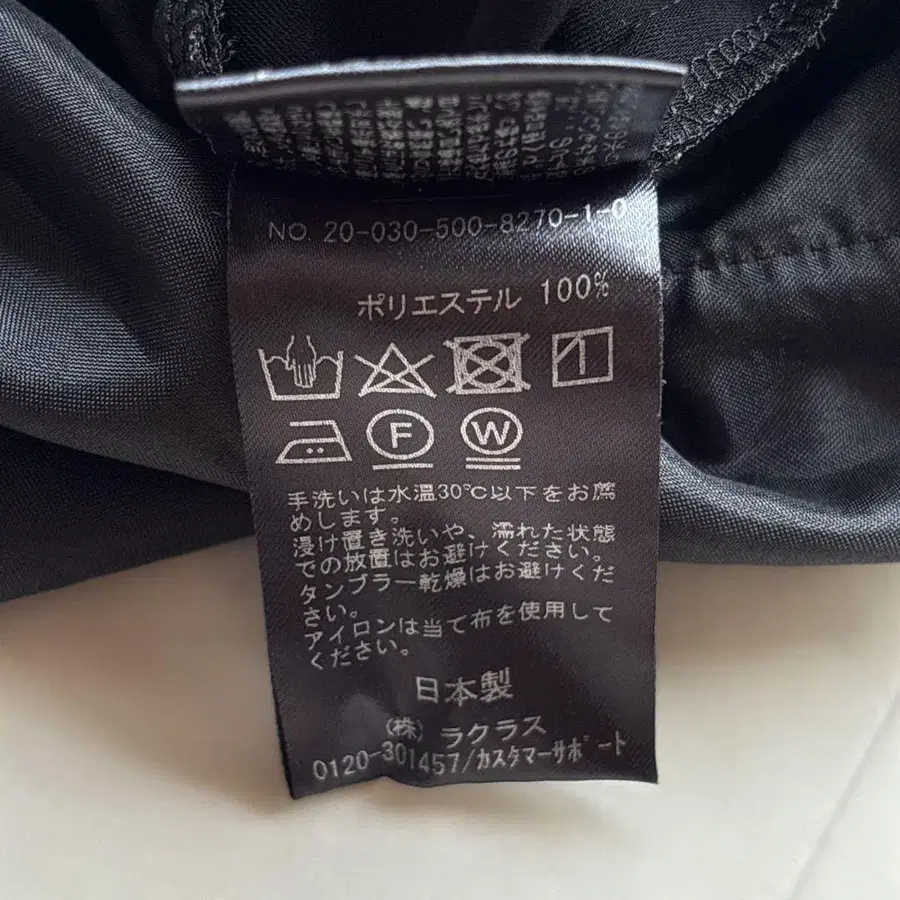 NO. 20-030-500-8270-1-0
ポリエステル 100%
F W
手洗いは水温30℃以下をお薦
めします。
浸け置き洗いや、濡れた状態
での放置はお避けください。
タンブラー乾燥はお避けくだ
さい。
アイロンは当て布を使用して
ください。
日本製
(株) ラクラス
0120-301457/カスタマーサポート